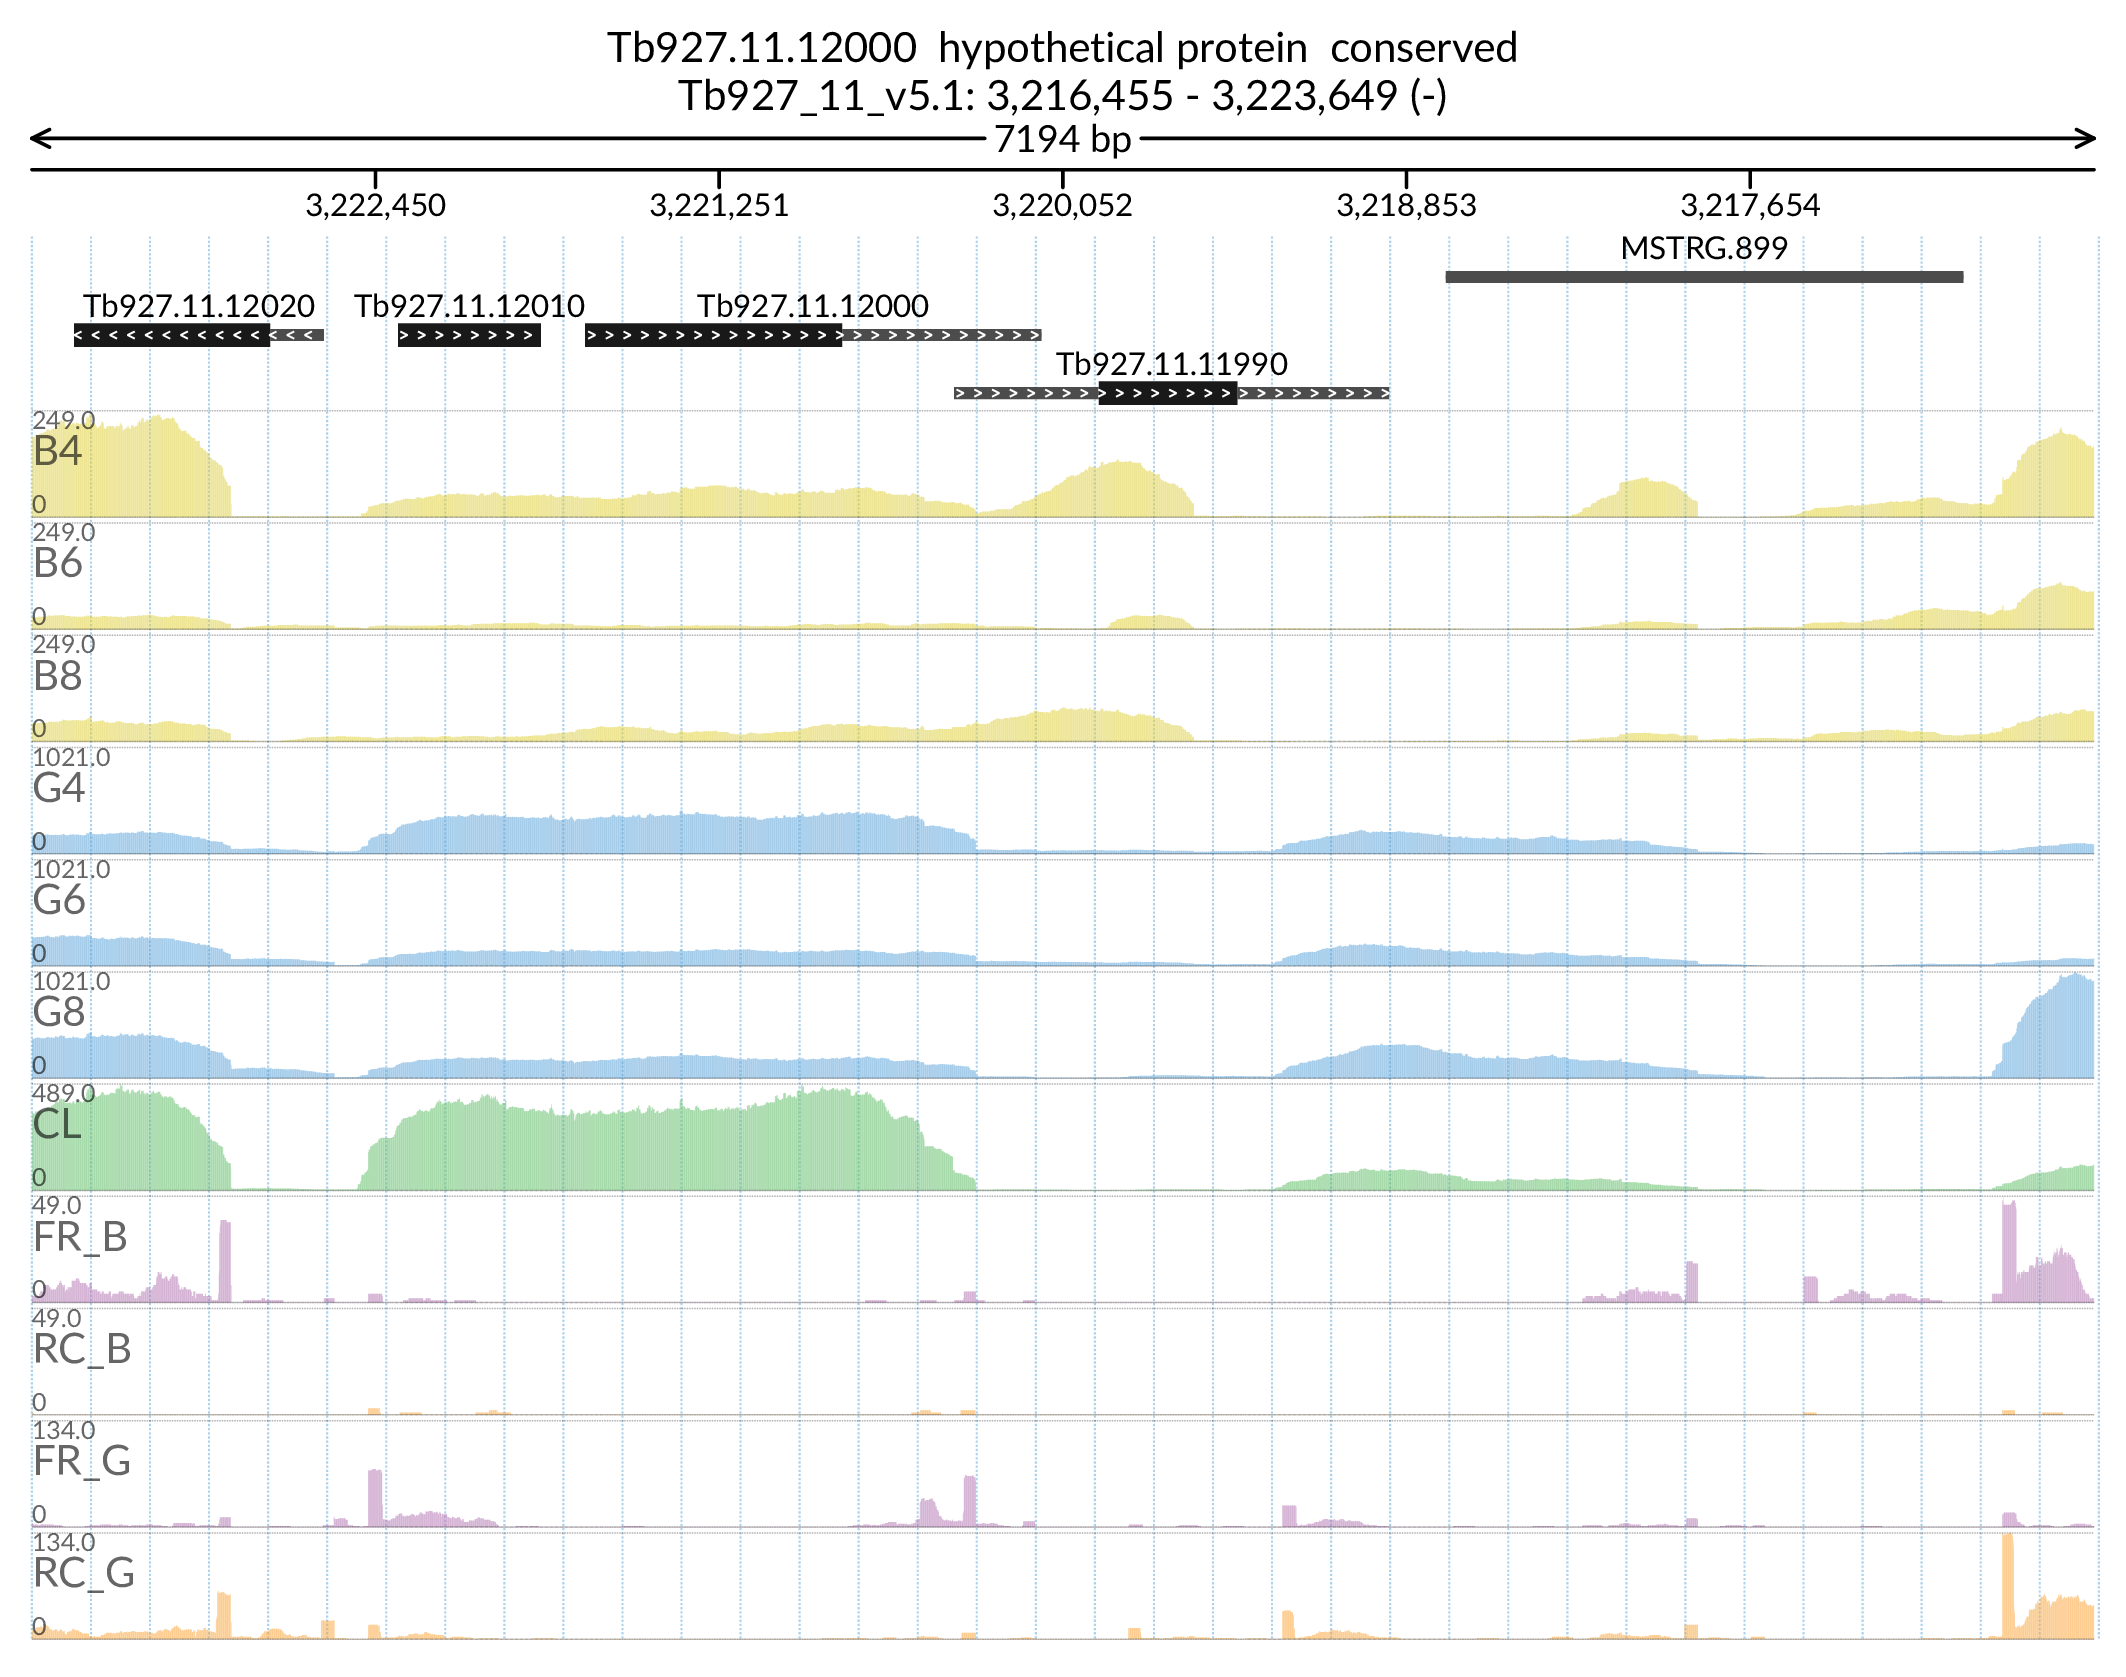 Tb927.11.12000 hypothetical protein conserved
Tb927_11_v5.1: 3,216,455 - 3,223,649 (-)
7194 bp
3,222,450 3,221,251 3,220,052 3,218,853 3,217,654
MSTRG.899
Tb927.11.12020 Tb927.11.12010 Tb927.11.12000
Tb927.11.11990
249.0
B4
0
249.0
B6
0
249.0
B8
0
1021.0
G4
0
1021.0
G6
0
1021.0
G8
0
489.0
CL
0
49.0
FR_B
0
49.0
RC_B
0
134.0
FR_G
0
134.0
RC_G
0